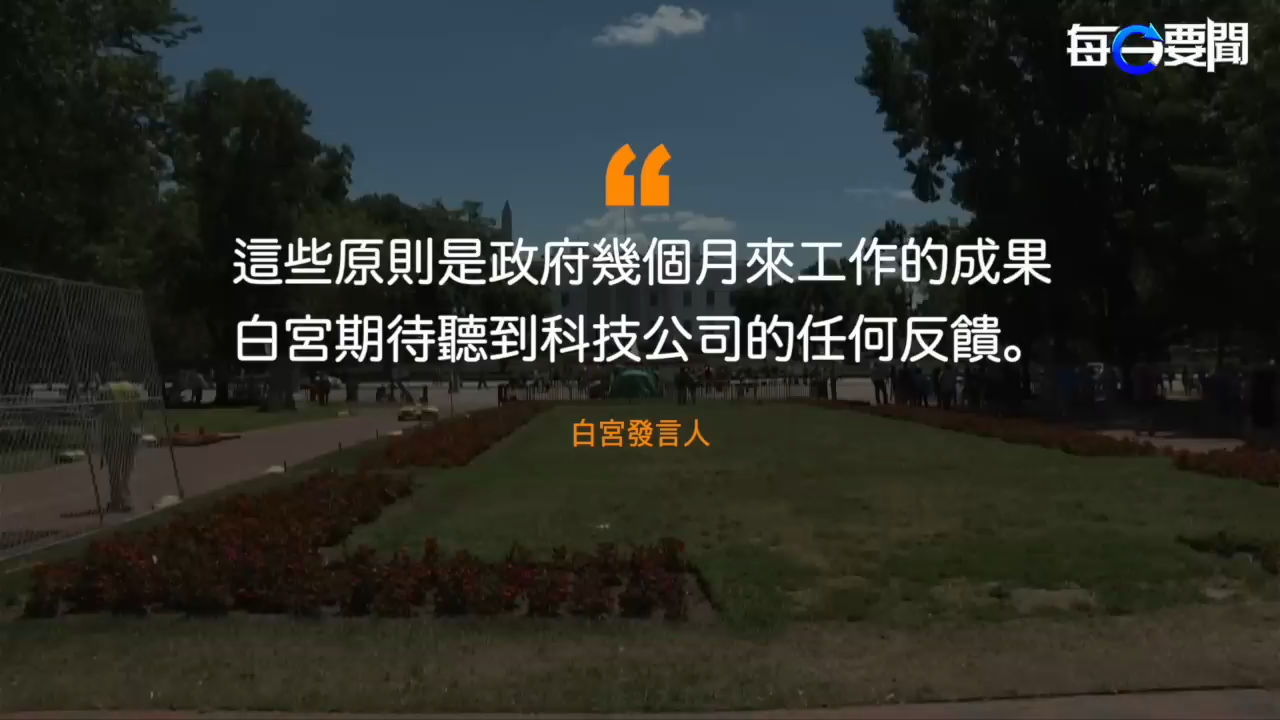 每日要聞
這些原則是政府幾個月來工作的成果
白宮期待聽到科技公司的任何反饋。
白宮發言人